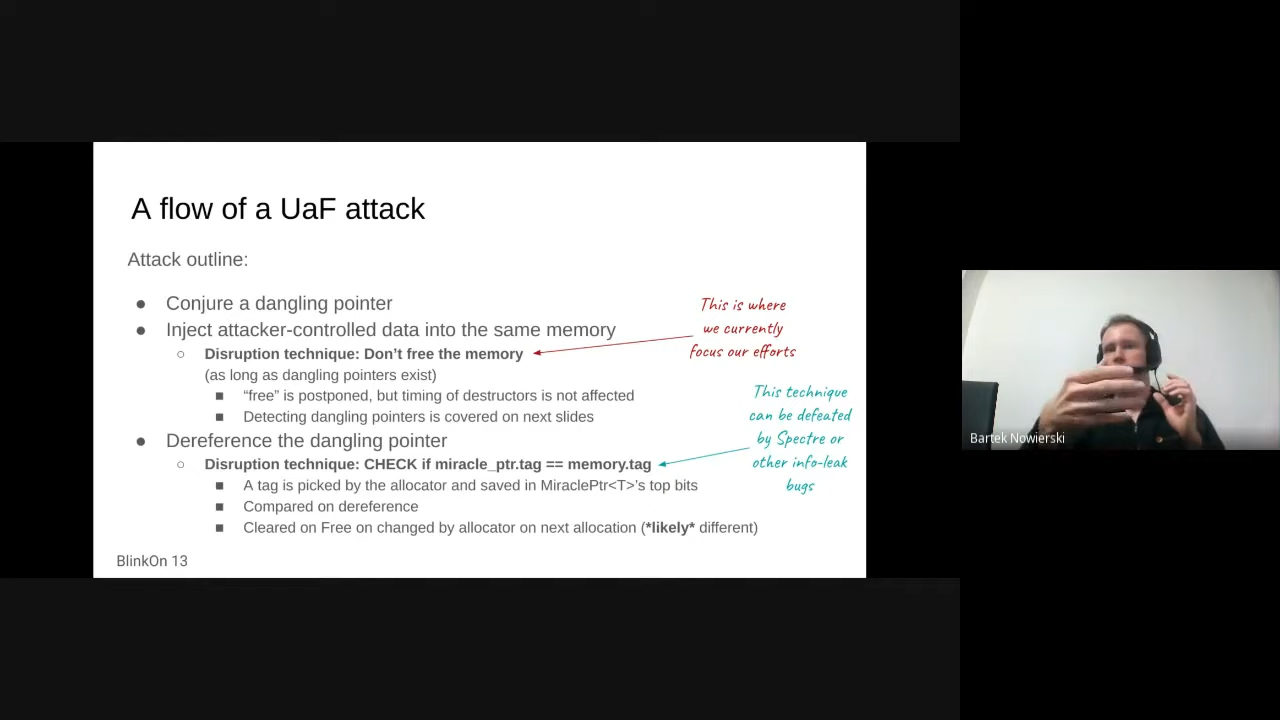 A flow of a UaF attack
Attack outline:
● Conjure a dangling pointer
● Inject attacker-controlled data into the same memory
○ Disruption technique: Don't free the memory
(as long as dangling pointers exist)
■ “free” is postponed, but timing of destructors is not affected
■ Detecting dangling pointers is covered on next slides
● Dereference the dangling pointer
○ Disruption technique: CHECK if miracle_ptr.tag == memory.tag
■ A tag is picked by the allocator and saved in MiraclePtr<T>’s top bits
■ Compared on dereference
■ Cleared on Free on changed by allocator on next allocation (*likely* different)
This is where
we currently
focus our efforts
This technique
can be defeated
by Spectre or
other info-leak
bugs
BlinkOn 13
Bartek Nowierski